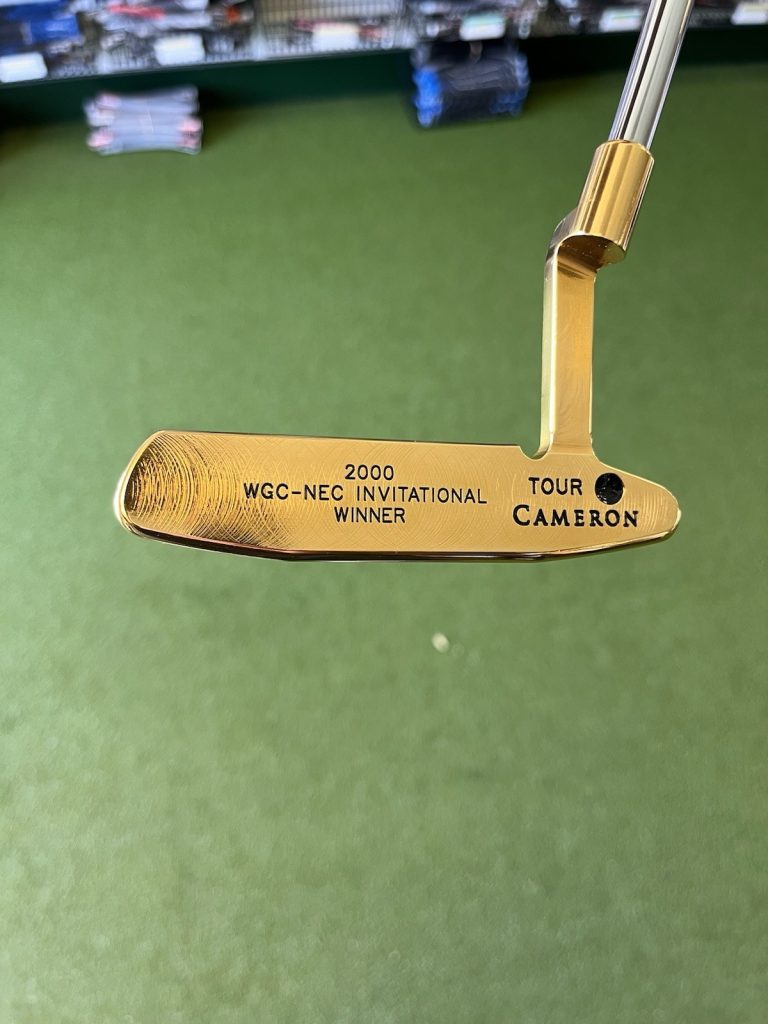 2000
WGC-NEC INVITATIONAL
WINNER
TOUR
CAMERON